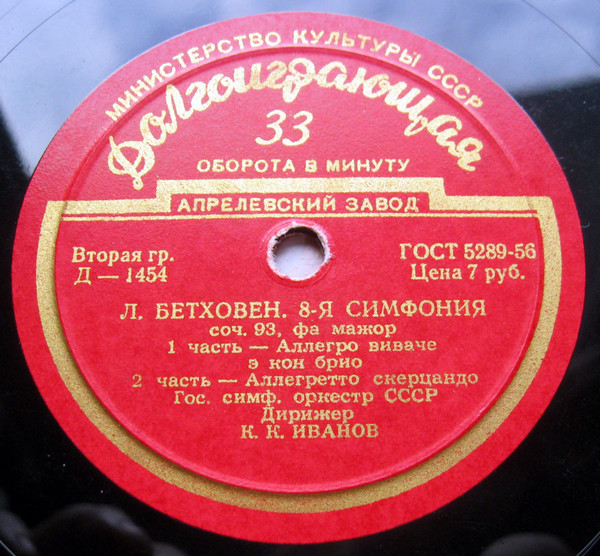 МИНИСТЕРСТВО КУЛЬТУРЫ СССР
Долгоиграющая
33
ОБОРОТА В МИНУТУ
АПРЕЛЕВСКИЙ ЗАВОД
Вторая гр.
Д — 1454
ГОСТ 5289-56
Цена 7 руб.
Л. БЕТХОВЕН. 8-Я СИМФОНИЯ
соч. 93, фа мажор
1 часть — Аллегро виваче
э кон брио
2 часть — Аллегретто скерцандо
Гос. симф. оркестр СССР
Дирижер
К. К. ИВАНОВ